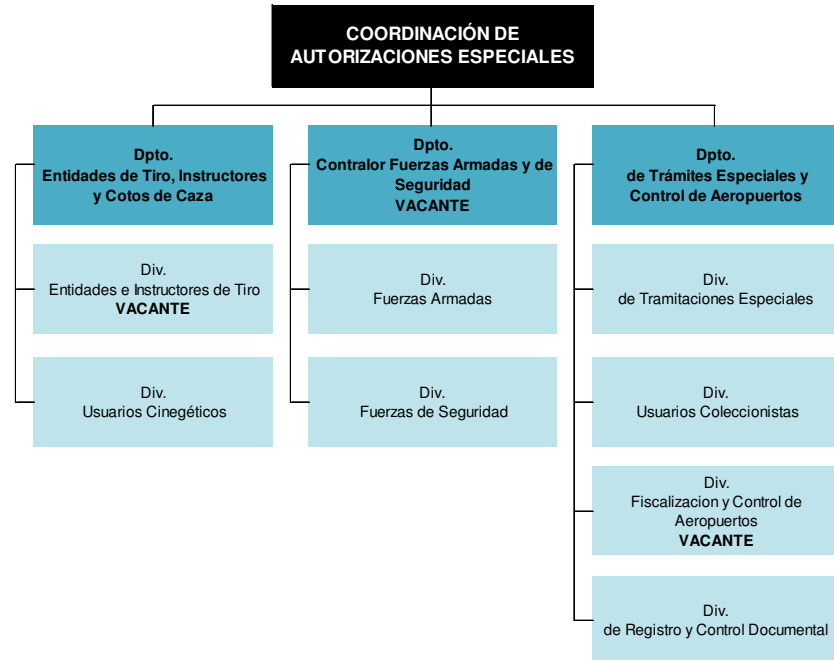 COORDINACIÓN DE
AUTORIZACIONES ESPECIALES
Dpto.
Entidades de Tiro, Instructores
y Cotos de Caza
Div.
Entidades e Instructores de Tiro
VACANTE
Div.
Usuarios Cinegéticos
Dpto.
Contralor Fuerzas Armadas y de
Seguridad
VACANTE
Div.
Fuerzas Armadas
Div.
Fuerzas de Seguridad
Dpto.
de Trámites Especiales y
Control de Aeropuertos
Div.
de Tramitaciones Especiales
Div.
Usuarios Coleccionistas
Div.
Fiscalizacion y Control de
Aeropuertos
VACANTE
Div.
de Registro y Control Documental